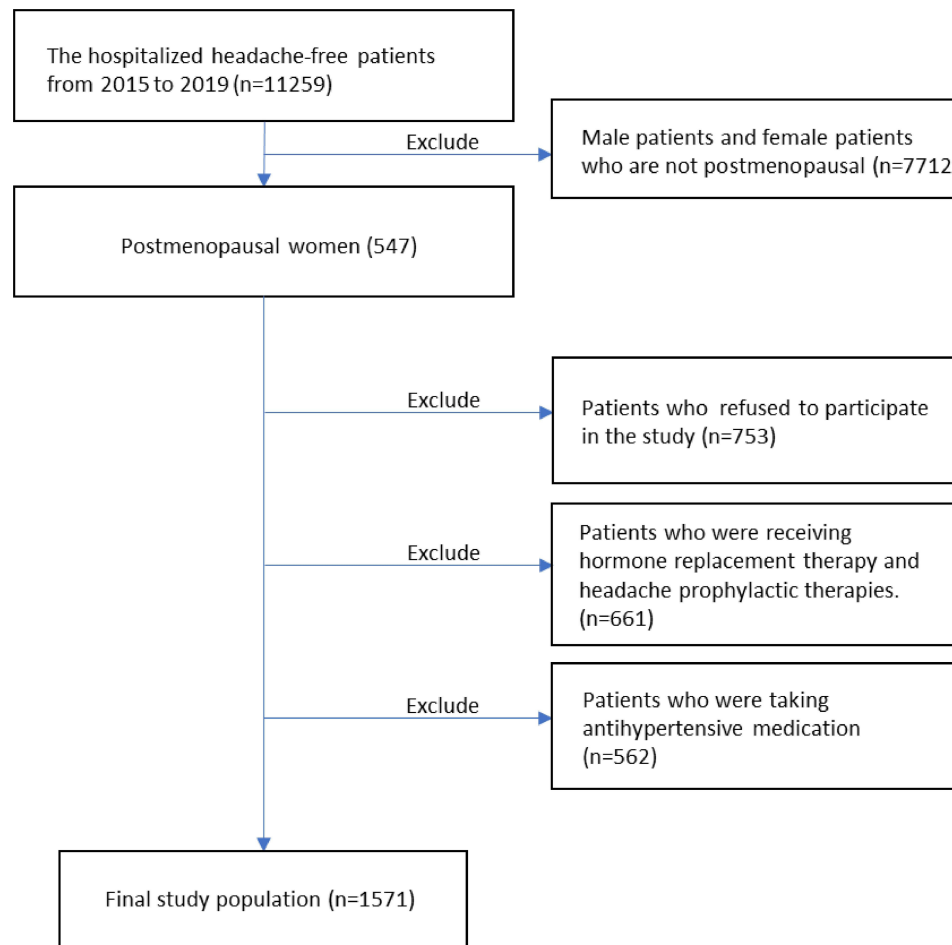 The hospitalized headache-free patients
from 2015 to 2019 (n=11259)
Exclude
Male patients and female patients
who are not postmenopausal (n=7712
Postmenopausal women (547)
Exclude
Patients who refused to participate
in the study (n=753)
Exclude
Patients who were receiving
hormone replacement therapy and
headache prophylactic therapies.
(n=661)
Exclude
Patients who were taking
antihypertensive medication
(n=562)
Final study population (n=1571)